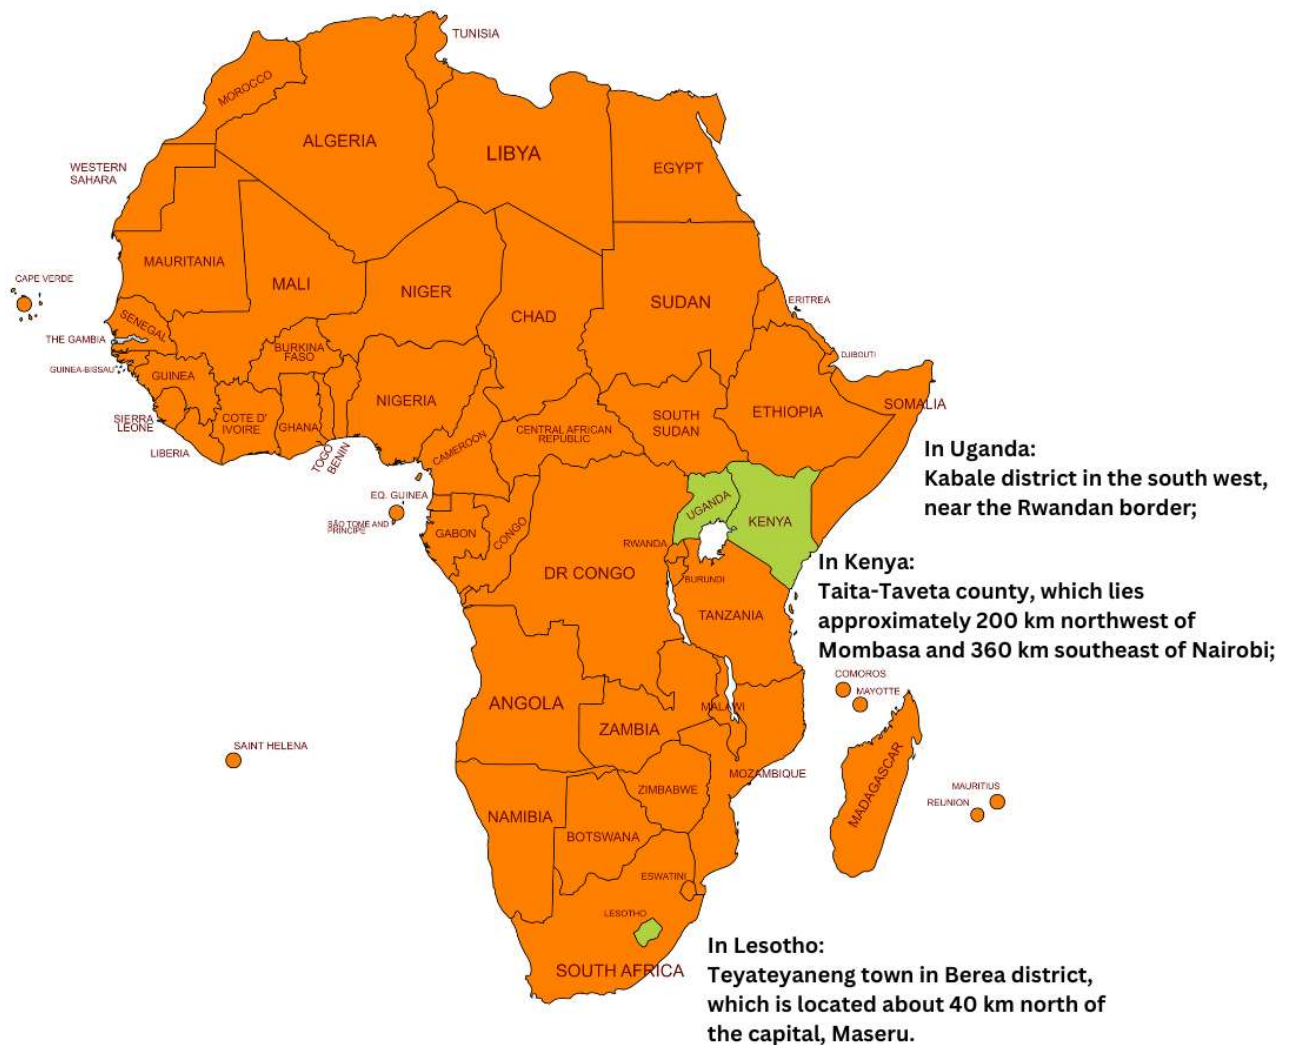 TUNISIA
MOROCCO
ALGERIA
LIBYA
EGYPT
WESTERN
SAHARA
MAURITANIA
MALI
NIGER
CHAD
SUDAN
ERITREA
CAPE VERDE
SENEGAL
THE GAMBIA
GUINEA-BISSAU
GUINEA
BURKINA
FASO
DJIBOUTI
SIERRA
LEONE
LIBERIA
COTE D'
IVOIRE
GHANA
TOGO
BENIN
NIGERIA
CAMEROON
CENTRAL AFRICAN
REPUBLIC
SOUTH
SUDAN
ETHIOPIA
SOMALIA
In Uganda:
Kabale district in the south west,
near the Rwandan border;
EQ. GUINEA
SÃO TOME AND
PRINCIPE
GABON
CONGO
DR CONGO
UGANDA
KENYA
RWANDA
BURUNDI
TANZANIA
In Kenya:
Taita-Taveta county, which lies
approximately 200 km northwest of
Mombasa and 360 km southeast of Nairobi;
COMOROS
MAYOTTE
ANGOLA
ZAMBIA
MALAWI
MOZAMBIQUE
SAINT HELENA
ZIMBABWE
NAMIBIA
BOTSWANA
MADAGASCAR
MAURITIUS
REUNION
ESWATINI
LESOTHO
SOUTH AFRICA
In Lesotho:
Teyateyaneng town in Berea district,
which is located about 40 km north of
the capital, Maseru.